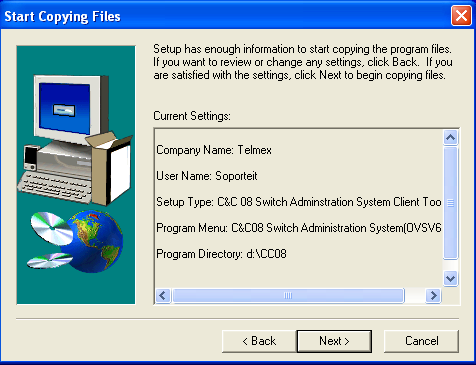 Start Copying Files
Setup has enough information to start copying the program files.
If you want to review or change any settings, click Back. If you
are satisfied with the settings, click Next to begin copying files.
Current Settings:
Company Name: Telmex
User Name: Soporteit
Setup Type: C&C 08 Switch Adminstration System Client Too
Program Menu: C&C08 Switch Administration System(OVSV6
Program Directory: d:\CC08
< Back
Next >
Cancel